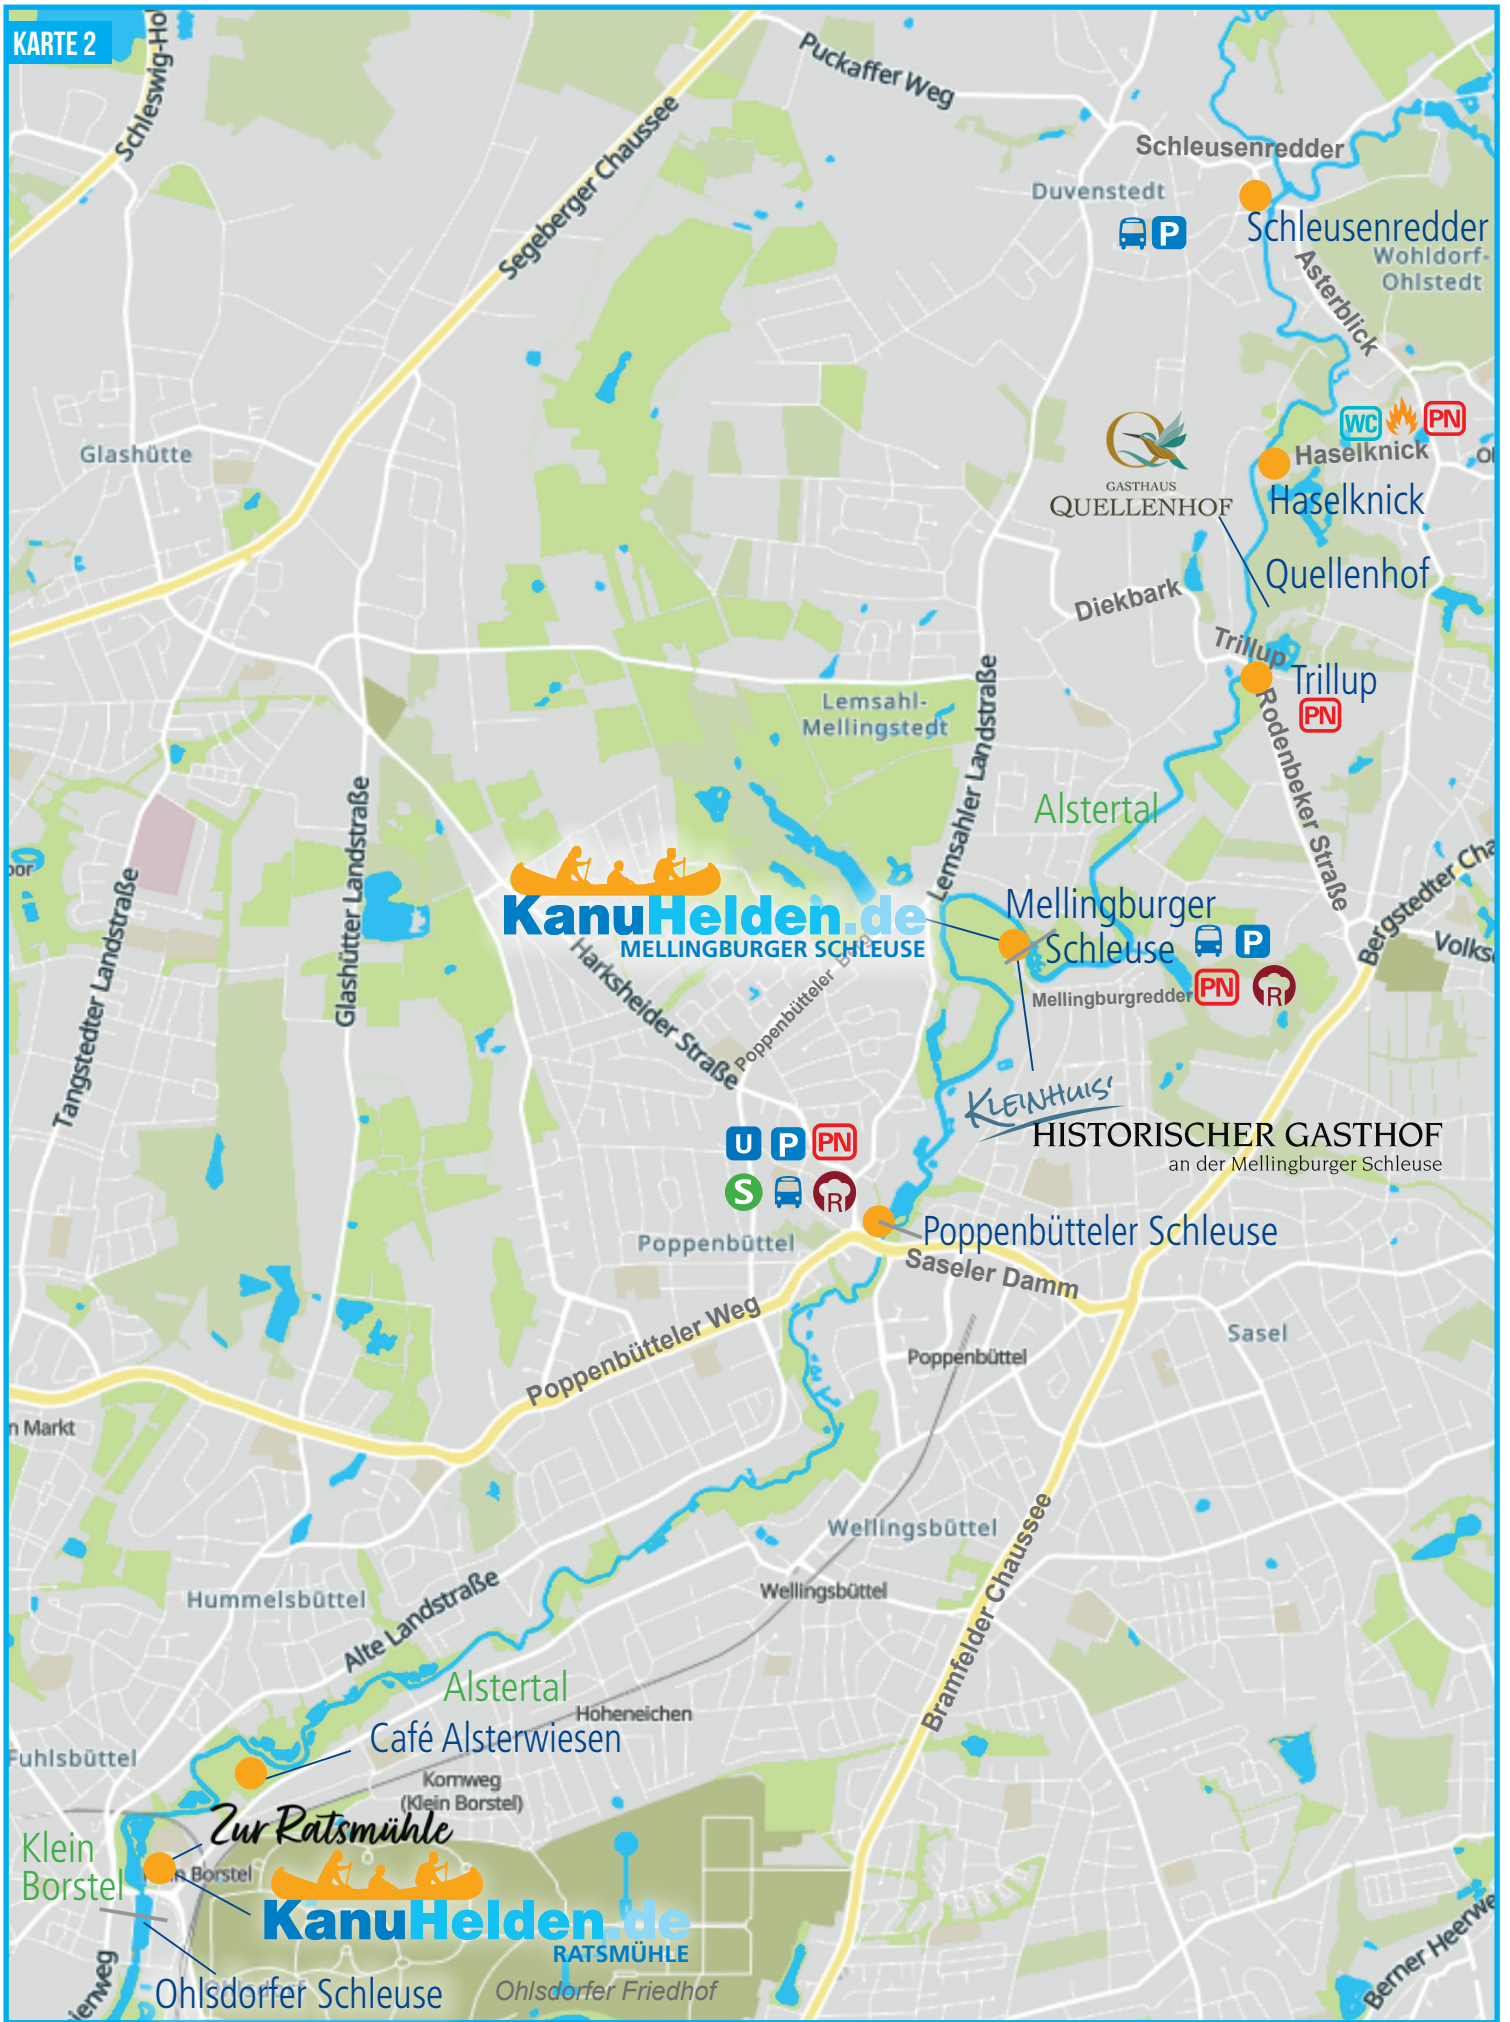 KARTE 2
Schleswig-Ho
Puckaffer Weg
Segeberger Chaussee
Schleusenredder
Duvenstedt
P
Schleusenredder
Wohldorf-
Ohlstedt
Asterblick
WC
PN
Glashütte
Haselknick
Ol
GASTHAUS
QUELLENHOF
Haselknick
Quellenhof
Diekbark
Trillup
Trillup
PN
Lemsahl-
Mellingstedt
Lemsahler Landstraße
Rodenbeker Straße
Alstertal
Glashütter Landstraße
Tangstedter Landstraße
Bergstedter Cha
Volks
KanuHelden.de
MELLINGBURGER SCHLEUSE
Mellingburger
Schleuse
P
Mellingburgredder
PN
R
Harksheider Straße
Poppenbütteler Berg
KLEINHUIS'
HISTORISCHER GASTHOF
an der Mellingburger Schleuse
U
P
PN
S
R
Poppenbüttel
Poppenbütteler Schleuse
Saseler Damm
Poppenbütteler Weg
Sasel
Poppenbüttel
n Markt
Wellingsbüttel
Bramfelder Chaussee
Hummelsbüttel
Wellingsbüttel
Alte Landstraße
Alstertal
Hoheneichen
Café Alsterwiesen
Fuhlsbüttel
Kornweg
(Klein Borstel)
Zur Ratsmühle
Klein
Borstel
n Borstel
KanuHelden.de
RATSMÜHLE
Ohlsdorfer Schleuse
Ohlsdorfer Friedhof
ienweg
Berner Heerwe